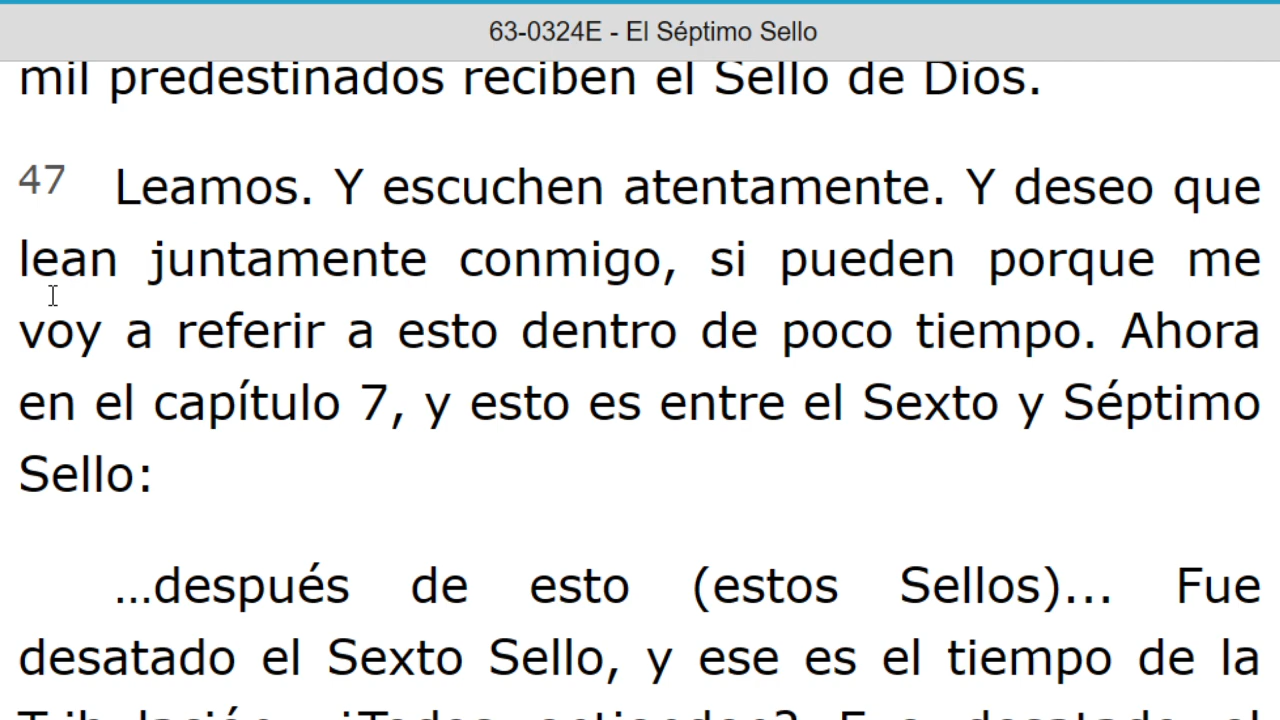 63-0324E - El Séptimo Sello
mil predestinados reciben el Sello de Dios.
47 Leamos. Y escuchen atentamente. Y deseo que
lean juntamente conmigo, si pueden porque me
voy a referir a esto dentro de poco tiempo. Ahora
en el capítulo 7, y esto es entre el Sexto y Séptimo
Sello:
...después de esto (estos Sellos)... Fue
desatado el Sexto Sello, y ese es el tiempo de la